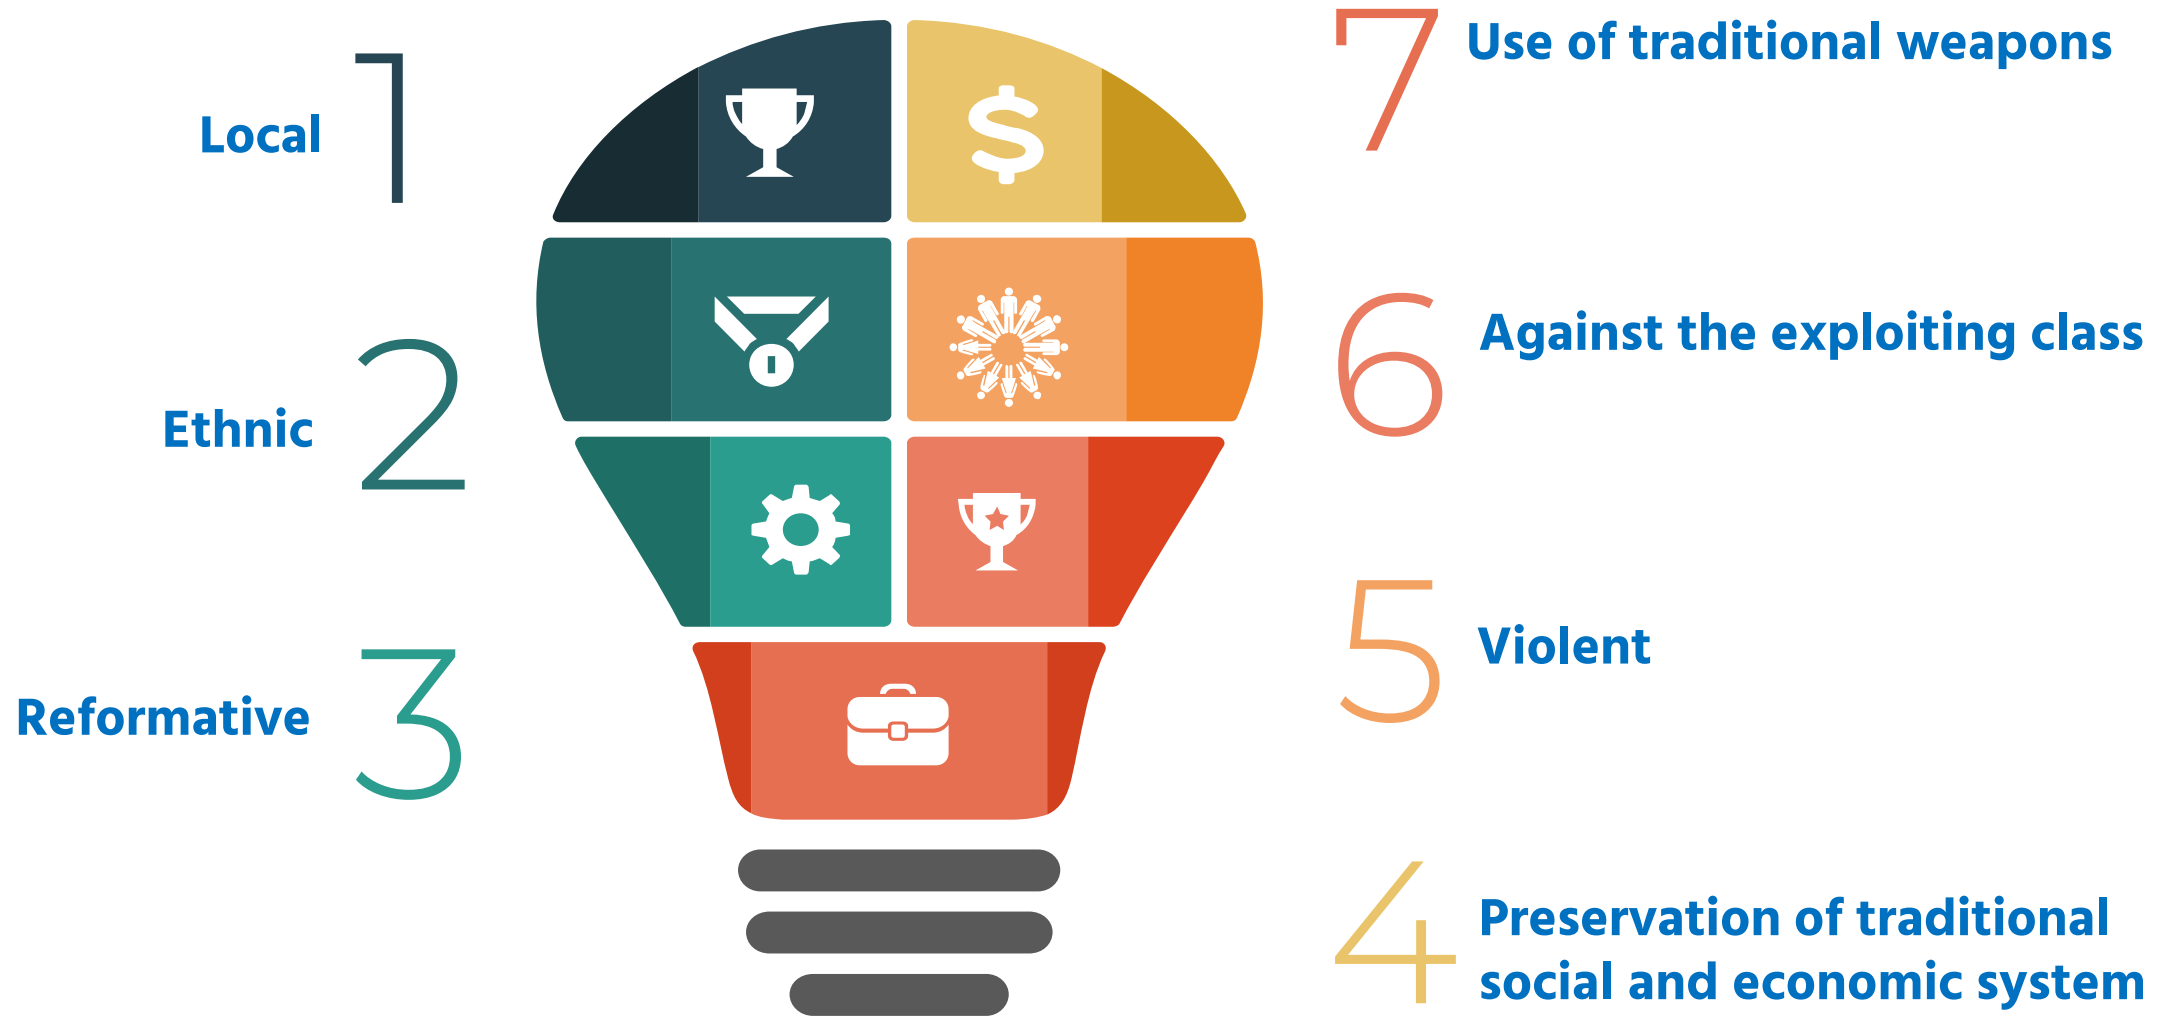 1
Local
2
Ethnic
3
Reformative
7
Use of traditional weapons
6
Against the exploiting class
5
Violent
4
Preservation of traditional
social and economic system